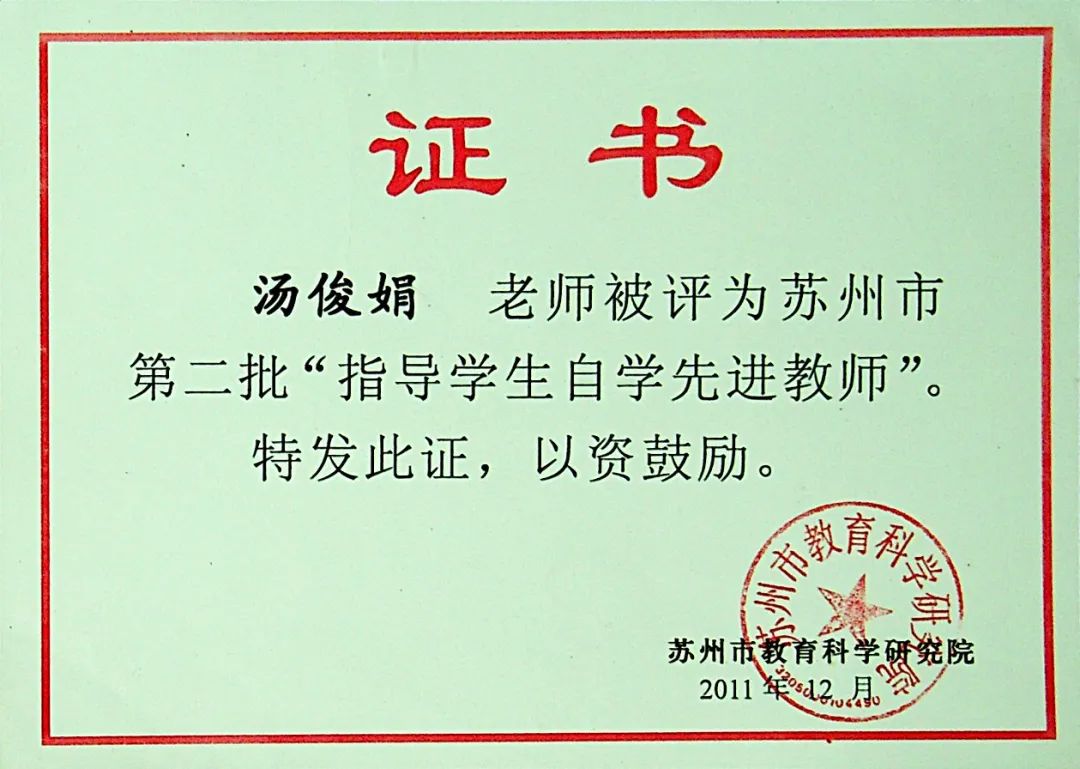 证书
汤俊娟 老师被评为苏州市
第二批“指导学生自学先进教师”。
特发此证，以资鼓励。
苏州市教育科学研究院
苏州市教育科学研究院
2011 年 12 月